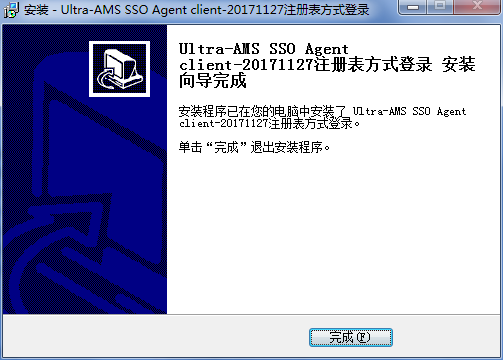 安装 - Ultra-AMS SSO Agent client-20171127注册表方式登录
Ultra-AMS SSO Agent
client-20171127注册表方式登录 安装
向导完成
安装程序已在您的电脑中安装了 Ultra-AMS SSO Agent
client-20171127注册表方式登录。
单击“完成”退出安装程序。
完成(F)